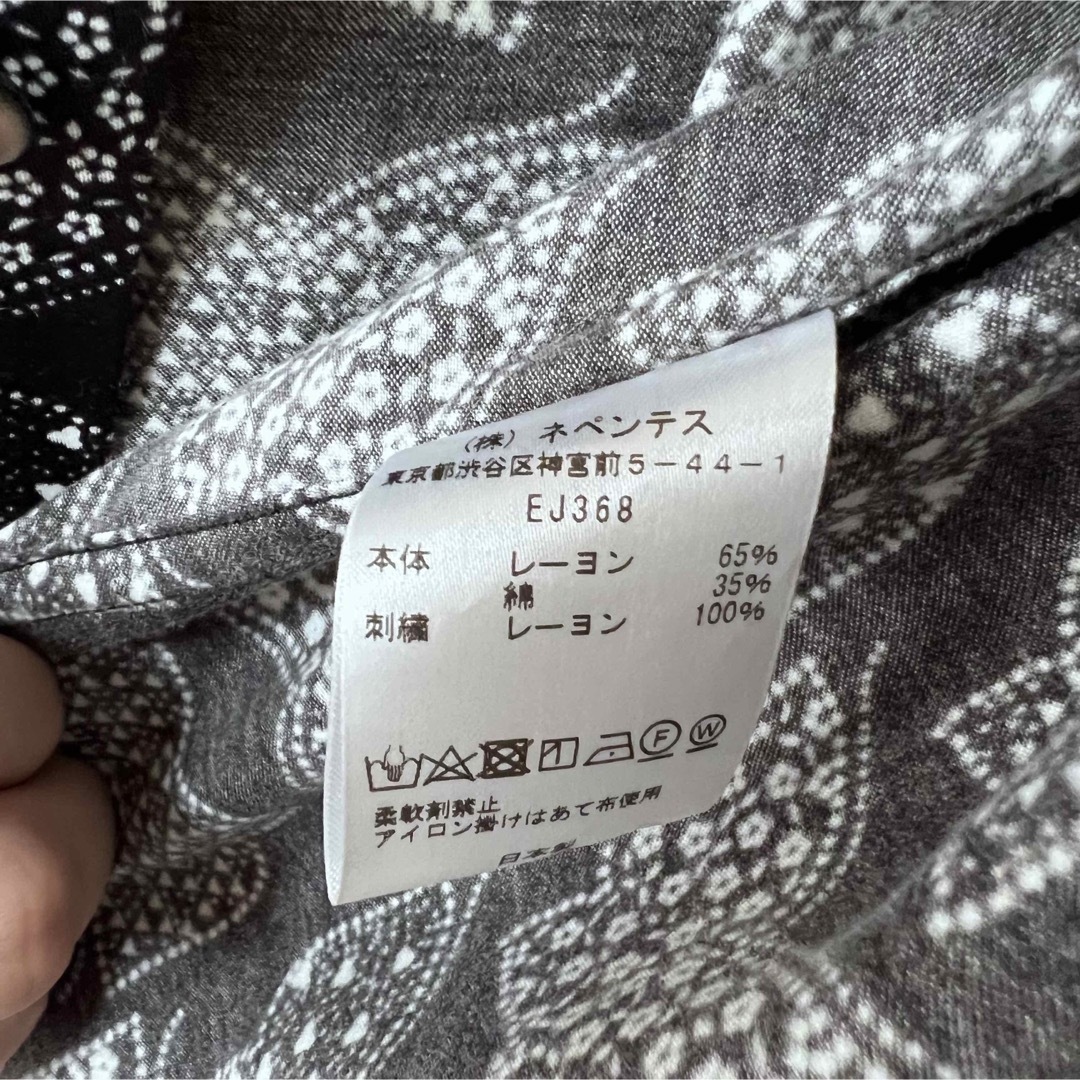 (株) ネペンテス
東京都渋谷区神宮前5-44-1
EJ368
本体 レーヨン 65%
綿 35%
刺繍 レーヨン 100%
F W
柔軟剤禁止
アイロン掛けはあて布使用
日本製